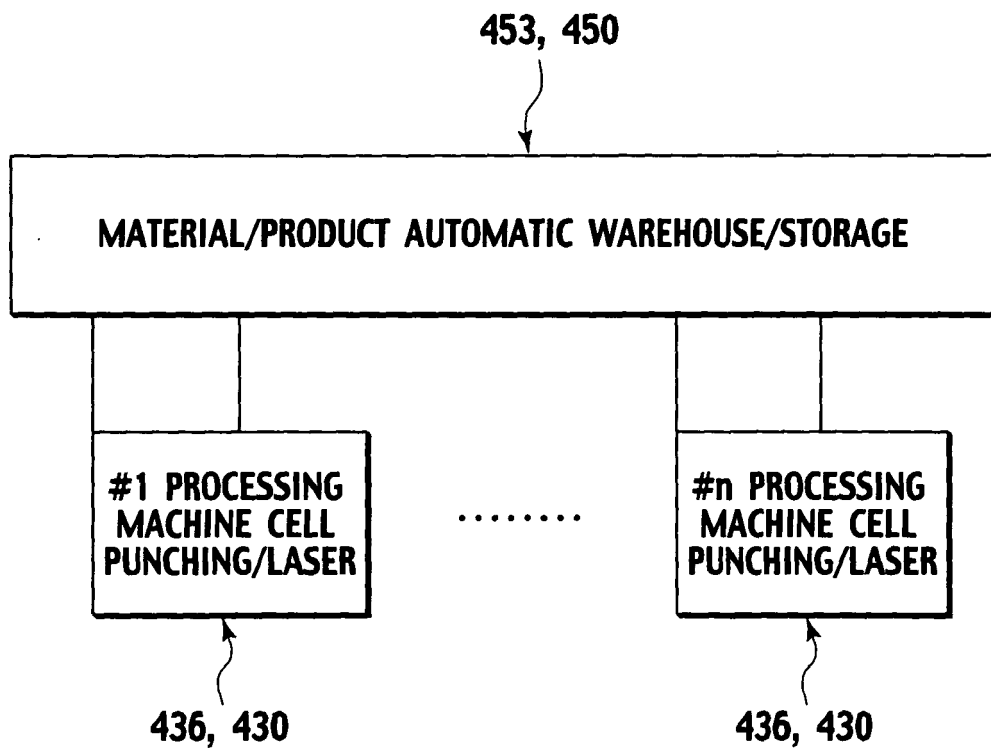 453, 450
MATERIAL/PRODUCT AUTOMATIC WAREHOUSE/STORAGE
#1 PROCESSING
MACHINE CELL
PUNCHING/LASER
........
#n PROCESSING
MACHINE CELL
PUNCHING/LASER
436, 430
436, 430